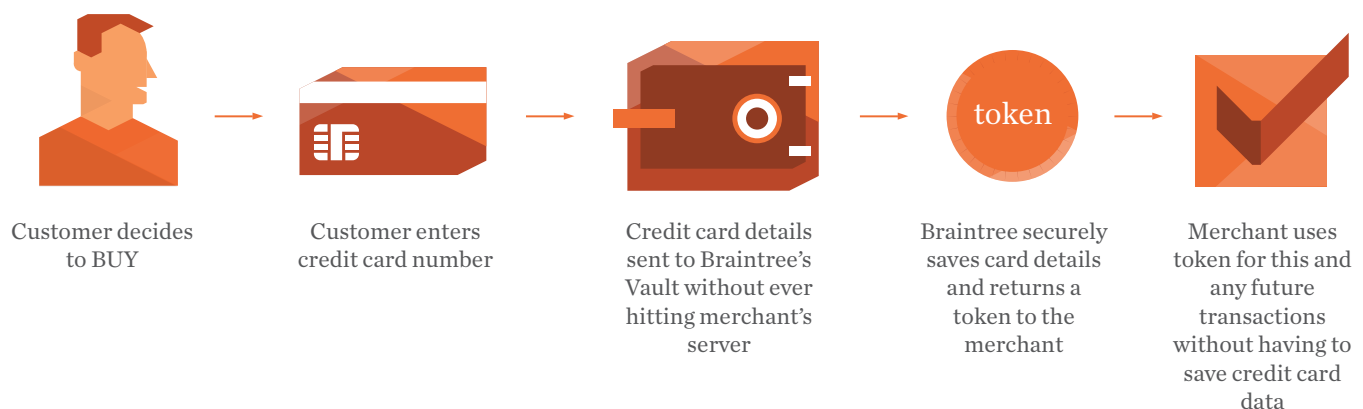 token
Customer decides
to BUY
Customer enters
credit card number
Credit card details
sent to Braintree’s
Vault without ever
hitting merchant’s
server
Braintree securely
saves card details
and returns a
token to the
merchant
Merchant uses
token for this and
any future
transactions
without having to
save credit card
data